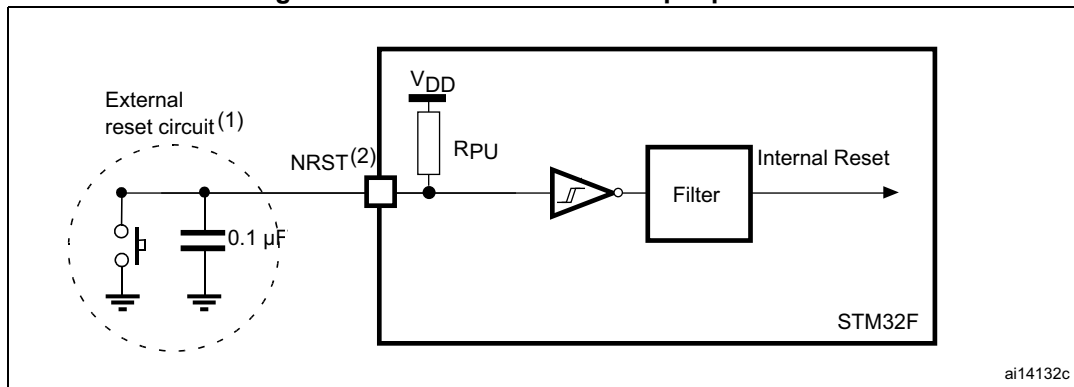 External
reset circuit(1)
VDD
RPU
NRST(2)
Internal Reset
Filter
0.1 µF
STM32F
ai14132c